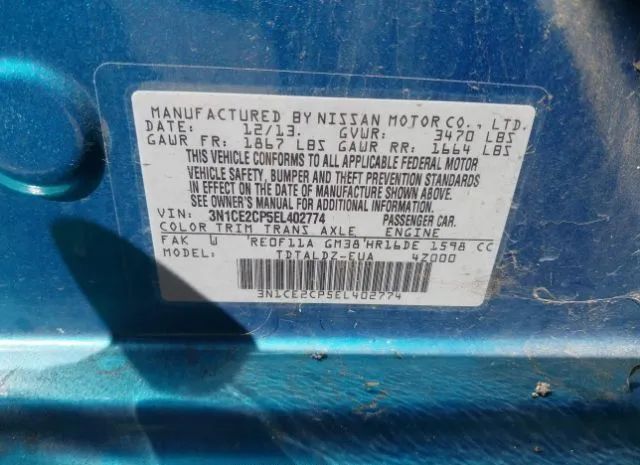 MANUFACTURED BY NISSAN MOTOR CO., LTD.
DATE: 12/13. GVWR: 3470 LBS
GAUR FR: 1867 LBS GAUR RR: 1664 LBS
THIS VEHICLE CONFORMS TO ALL APPLICABLE FEDERAL MOTOR
VEHICLE SAFETY, BUMPER AND THEFT PREVENTION STANDARDS
IN EFFECT ON THE DATE OF MANUFACTURE SHOWN ABOVE.
SEE OWNER'S MANUAL FOR ADDITIONAL INFORMATION.
VIN: 3N1CE2CP5EL402774 PASSENGER CAR.
COLOR TRIM TRANS AXLE ENGINE
FAK U RE0F11A GM38 HR16DE 1598 CC
MODEL: TDTALDZ-EUA 4Z000
3N1CE2CP5EL402774